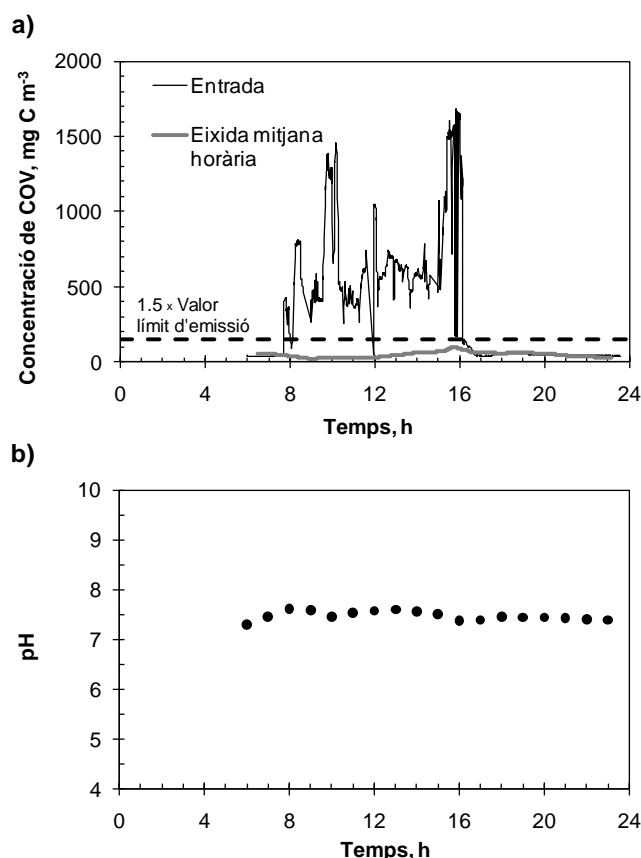 a)
Concentració de COV, mg C m-3
2000
1500
1000
500
0
Entrada
Eixida mitjana
horària
1.5 x Valor
límit d'emissió
0 4 8 12 16 20 24
Temps, h
b)
pH
10
9
8
7
6
5
4
0 4 8 12 16 20 24
Temps, h